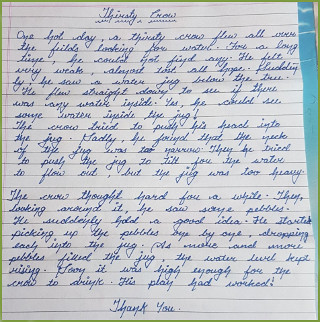 Thirsty Crow
One hot day, a thirsty crow flew all over
the feilds looking for water. For a long
time, he could not find any. He felt
very weak, almost lost all hope. Suddenly
by he saw a water jug below the tree.
He flew straight down to see if there
was any water inside. Yes, he could see
some water inside the jug!
The crow tried to push his head into
the jug. Sadly, he found that the neck
of the jug was too narrow. Then he tried
to push the jug to tilt for the water
to flow out, but the jug was too heavy.
The crow thought hard for a while. Then,
looking around it, he saw some pebbles.
He suddenly had a good idea. He started
picking up the pebbles one by one, dropping
each into the jug. As more and more
pebbles filled the jug, the water level kept
rising. Soon it was high enough for the
crow to drink. His plan had worked!
Thank You.